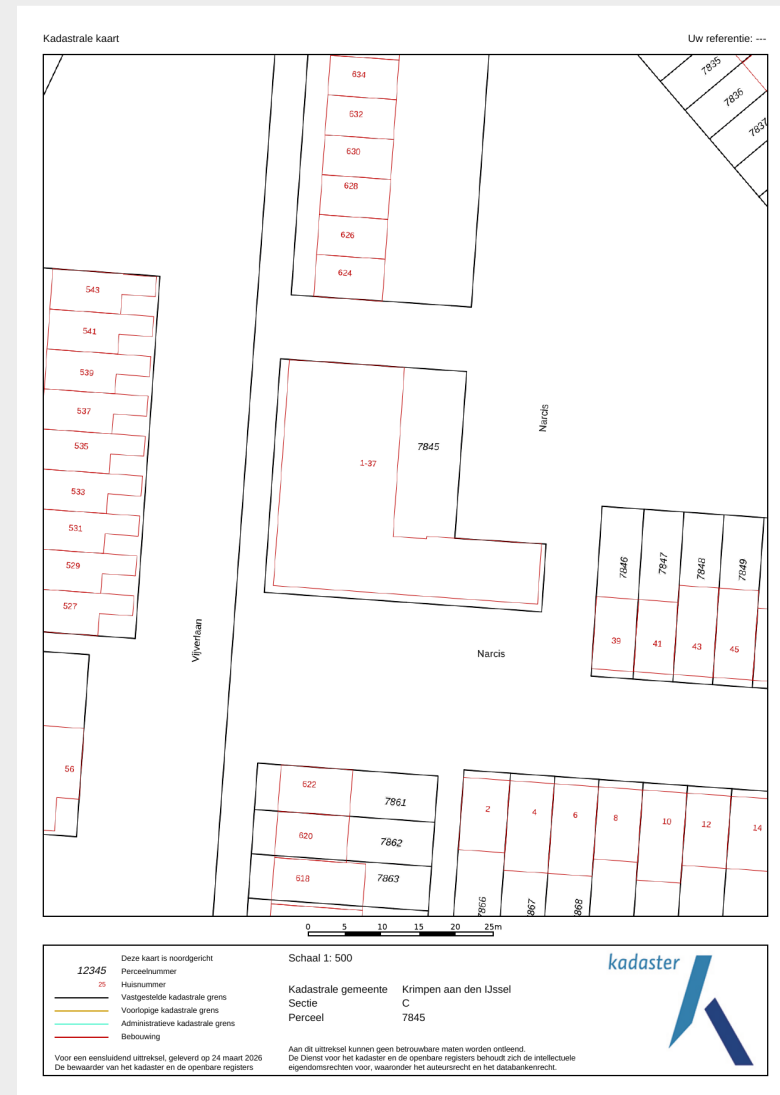 Kadastrale kaart
Uw referentie: ---
634
632
630
628
626
624
7835
7836
7837
543
541
539
537
535
533
531
529
527
1-37
7845
Narcis
7846
7847
7848
7849
39
41
43
45
Vijverlaan
Narcis
56
622
7861
620
7862
618
7863
2
4
6
8
10
12
14
0 5 10 15 20 25m
Deze kaart is noordgericht
12345 Perceelnummer
25 Huisnummer
Vastgestelde kadastrale grens
Voorlopige kadastrale grens
Administratieve kadastrale grens
Bebouwing
Voor een eensluidend uittreksel, geleverd op 24 maart 2026
De bewaarder van het kadaster en de openbare registers
Schaal 1: 500
Kadastrale gemeente Krimpen aan den IJssel
Sectie C
Perceel 7845
Aan dit uittreksel kunnen geen betrouwbare maten worden ontleend.
De Dienst voor het kadaster en de openbare registers behoudt zich de intellectuele
eigendomsrechten voor, waaronder het auteursrecht en het databankenrecht.
kadaster